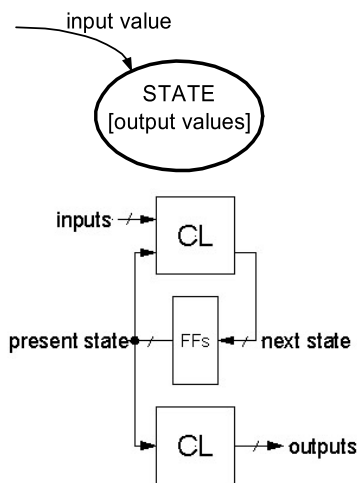 input value
STATE
[output values]
inputs
CL
present state
FFs
next state
CL
outputs